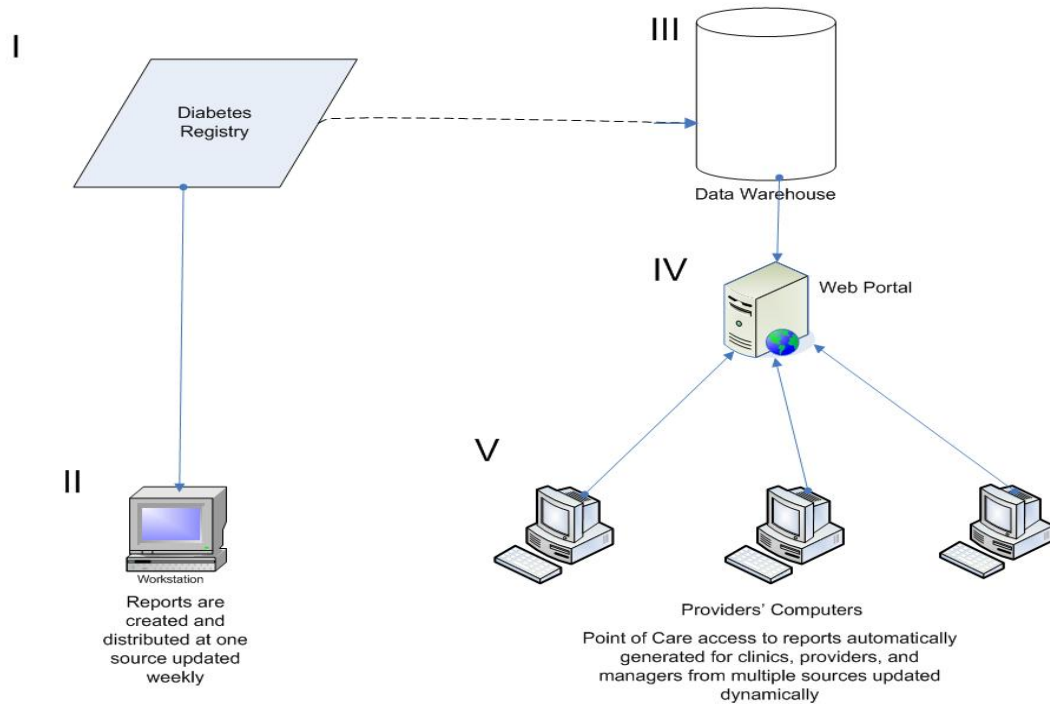 I
Diabetes
Registry
III
Data Warehouse
IV
Web Portal
II
Workstation
Reports are
created and
distributed at one
source updated
weekly
V
Providers' Computers
Point of Care access to reports automatically
generated for clinics, providers, and
managers from multiple sources updated
dynamically